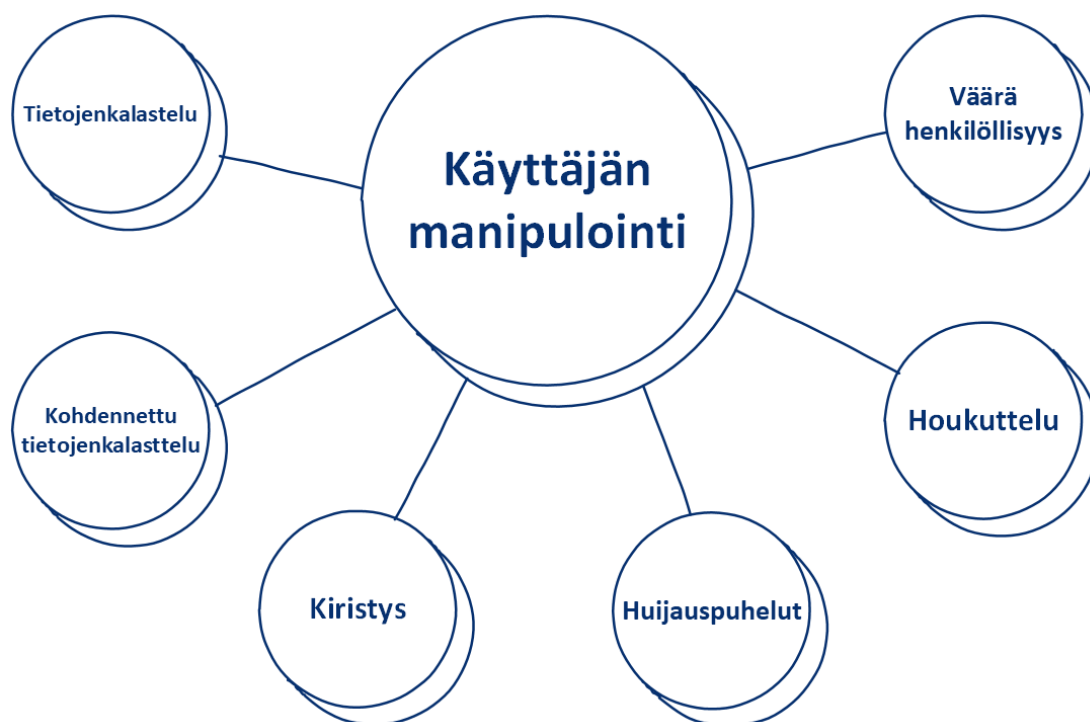 Käyttäjän
manipulointi
Tietojenkalastelu
Kohdennettu
tietojenkalasttelu
Kiristys
Huijauspuhelut
Houkuttelu
Väärä
henkilöllisyys